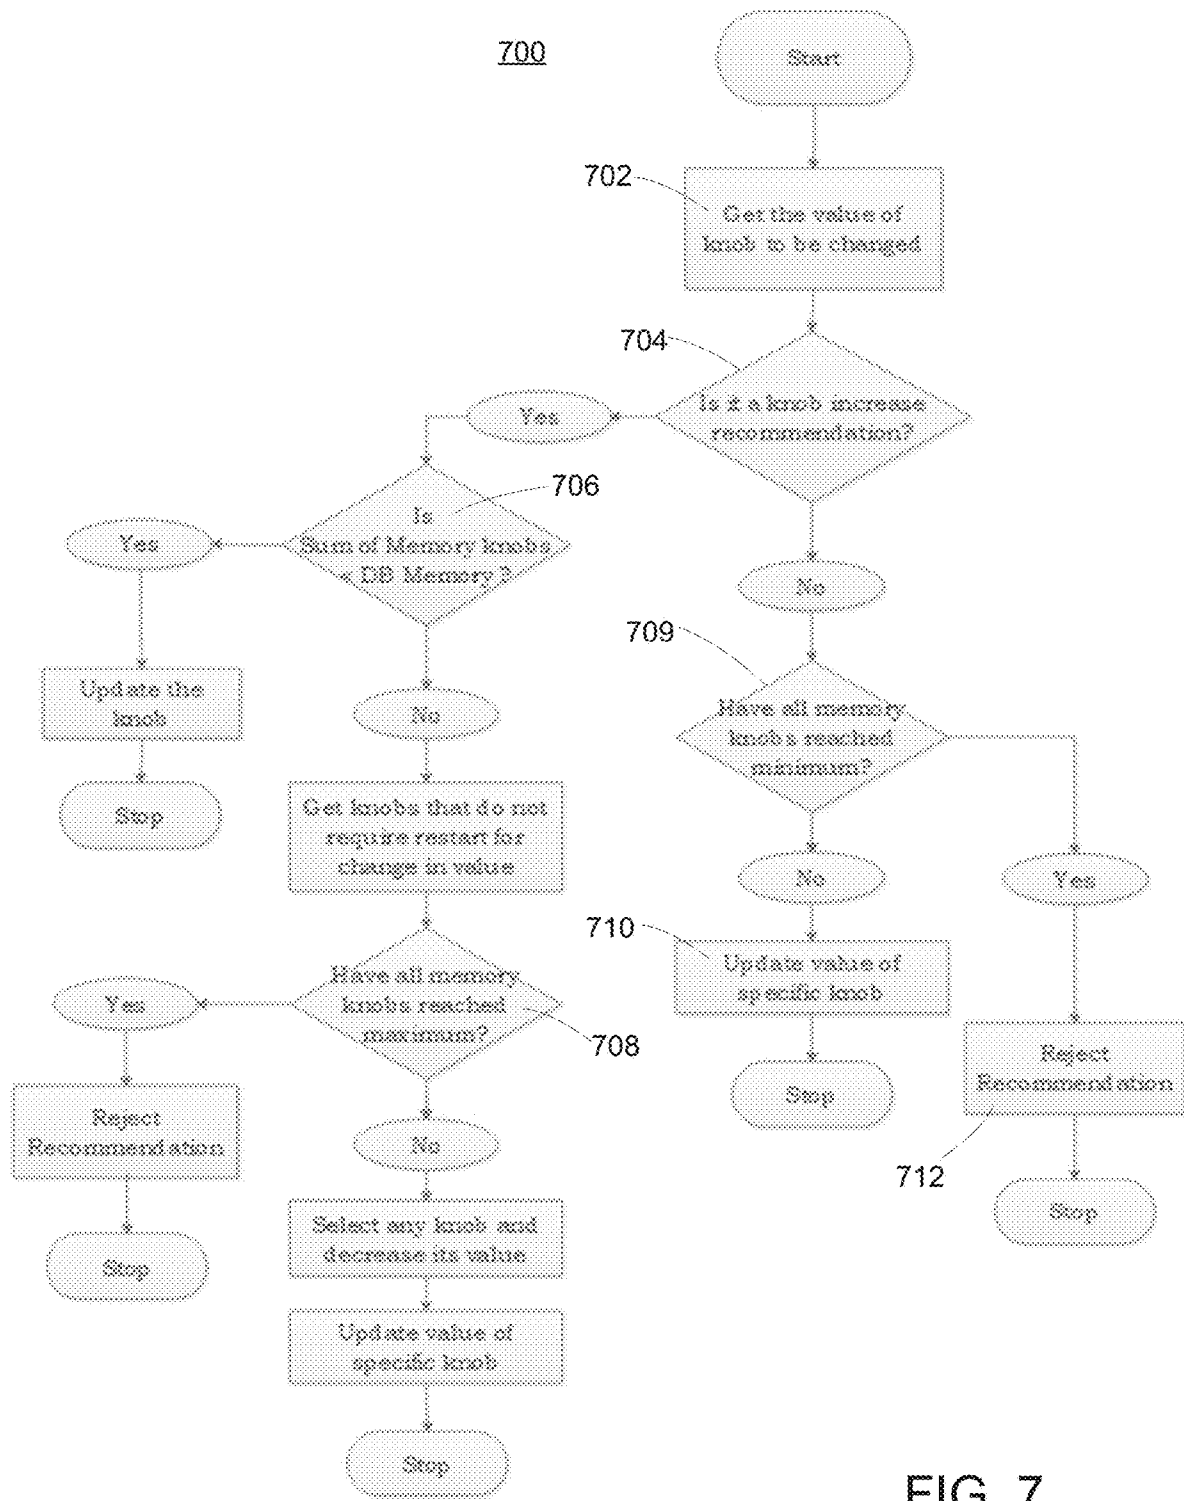 700
Start
702
Get the value of
knob to be changed
704
Is it a knob increase
recommendation?
Yes
706
Is
Sum of Memory knobs
< DB Memory ?
Yes
No
709
Update the
knob
No
Have all memory
knobs reached
minimum?
Stop
Get knobs that do not
require restart for
change in value
No
Yes
710
Update value of
specific knob
Have all memory
knobs reached
maximum?
Yes
708
Reject
Recommendation
Stop
Reject
Recommendation
No
712
Select any knob and
decrease its value
Stop
Stop
Update value of
specific knob
Stop
FIG. 7